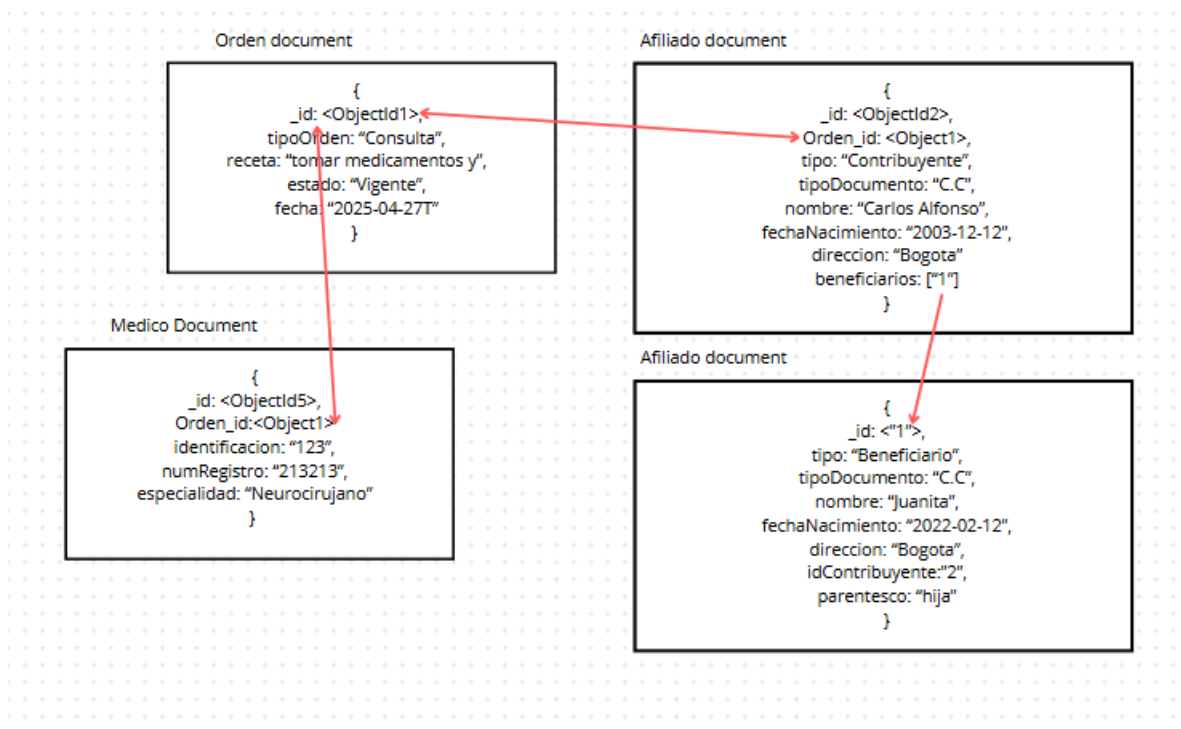 Orden document
{
_id: <ObjectId1>,
tipoOrden: “Consulta”,
receta: “tomar medicamentos y”,
estado: “Vigente”,
fecha: “2025-04-27T”
}
Afiliado document
{
_id: <ObjectId2>,
Orden_id: <Object1>,
tipo: “Contribuyente”,
tipoDocumento: “C.C”,
nombre: “Carlos Alfonso”,
fechaNacimiento: “2003-12-12”,
direccion: “Bogota”
beneficiarios: [“1”]
}
Medico Document
{
_id: <ObjectId5>,
Orden_id:<Object1>
identificacion: “123”,
numRegistro: “213213”,
especialidad: “Neurocirujano”
}
Afiliado document
{
_id: <“1”>,
tipo: “Beneficiario”,
tipoDocumento: “C.C”,
nombre: “Juanita”,
fechaNacimiento: “2022-02-12”,
direccion: “Bogota”,
idContribuyente:”2”,
parentesco: “hija”
}